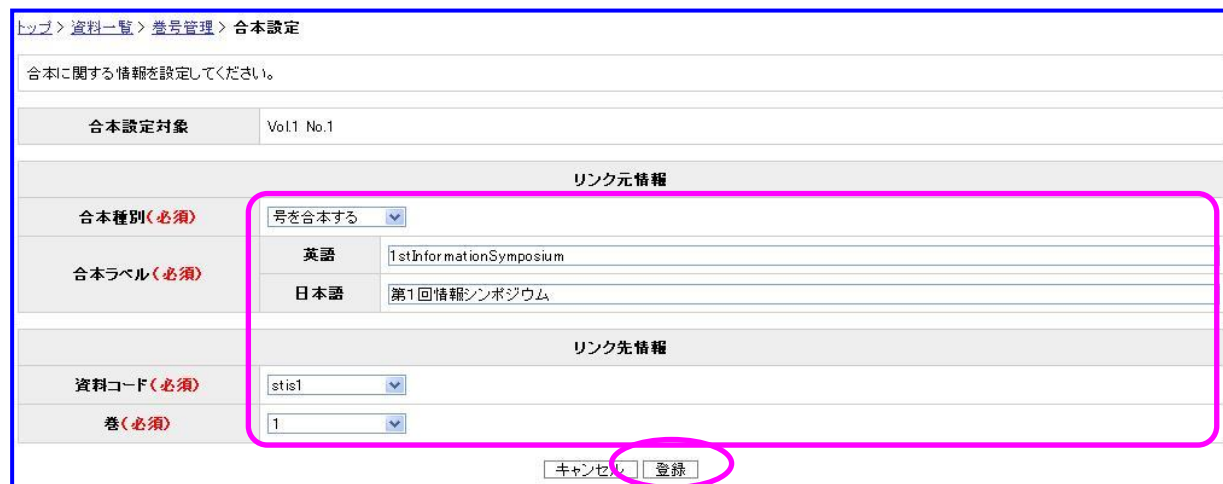 トップ > 資料一覧 > 巻号管理 > 合本設定
合本に関する情報を設定してください。
合本設定対象 Vol.1 No.1
リンク元情報
合本種別(必須) 号を合本する
合本ラベル(必須) 英語 1stInformationSymposium
日本語 第1回情報シンポジウム
リンク先情報
資料コード(必須) stis1
巻(必須) 1
キャンセル 登録